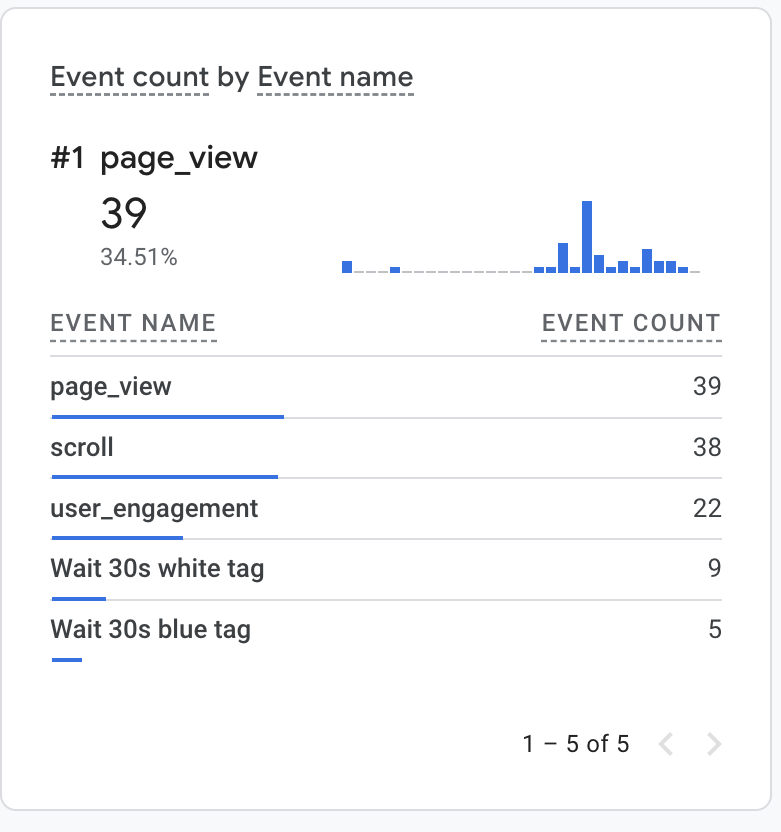 Event count by Event name
#1 page_view
39
34.51%
EVENT NAME EVENT COUNT
page_view 39
scroll 38
user_engagement 22
Wait 30s white tag 9
Wait 30s blue tag 5
1 – 5 of 5